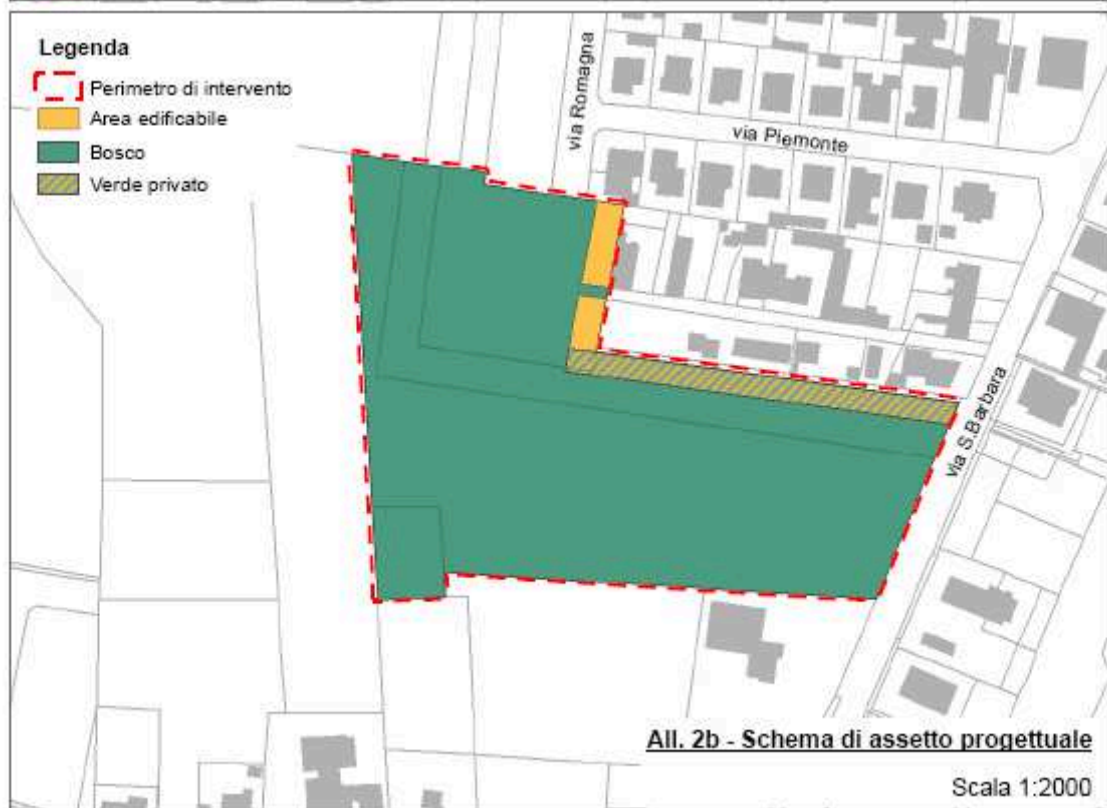 Legenda
Perimetro di intervento
Area edificabile
Bosco
Verde privato
via Romagna
via Piemonte
via S.Barbara
All. 2b - Schema di assetto progettuale
Scala 1:2000